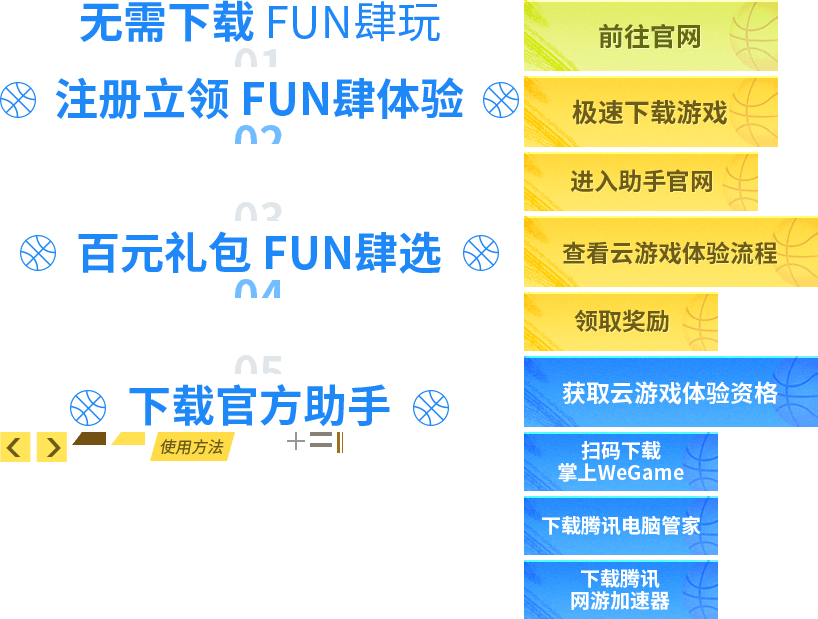 无需下载 FUN肆玩
01
注册立领 FUN肆体验
02
03
百元礼包 FUN肆选
04
05
下载官方助手
使用方法
前往官网
极速下载游戏
进入助手官网
查看云游戏体验流程
领取奖励
获取云游戏体验资格
扫码下载
掌上WeGame
下载腾讯电脑管家
下载腾讯
网游加速器